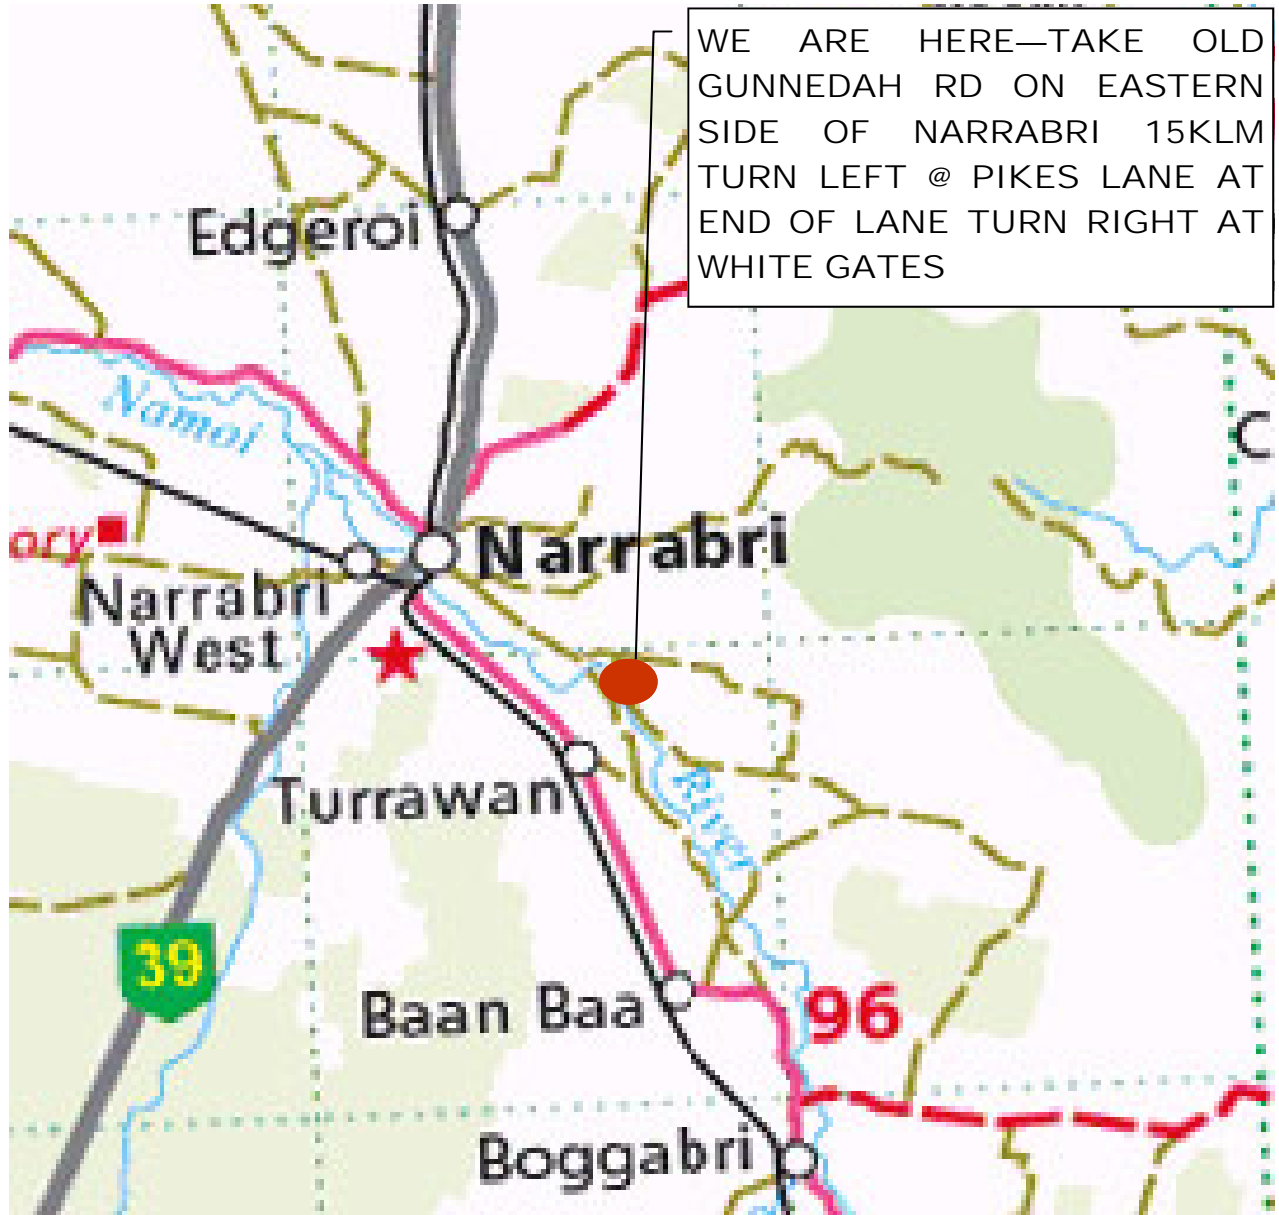 WE ARE HERE—TAKE OLD
GUNNEDAH RD ON EASTERN
SIDE OF NARRABRI 15KLM
TURN LEFT @ PIKES LANE AT
END OF LANE TURN RIGHT AT
WHITE GATES
Edgeroi
Namoi
ory
Narrabri
Narrabri
West
Turrawan
River
39
Baan Baa
96
Boggabri